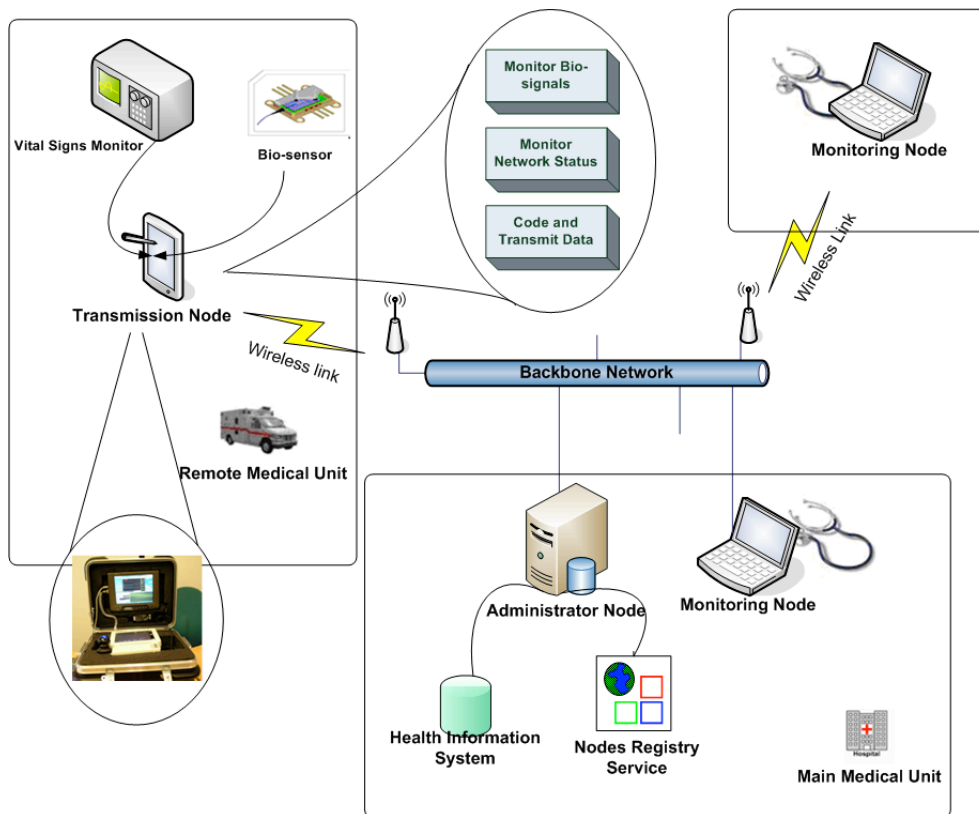 Vital Signs Monitor
Bio-sensor
Transmission Node
Wireless link
Remote Medical Unit
Monitor Bio-
signals
Monitor
Network Status
Code and
Transmit Data
Monitoring Node
Wireless Link
Backbone Network
Administrator Node
Monitoring Node
Health Information
System
Nodes Registry
Service
Hospital
Main Medical Unit